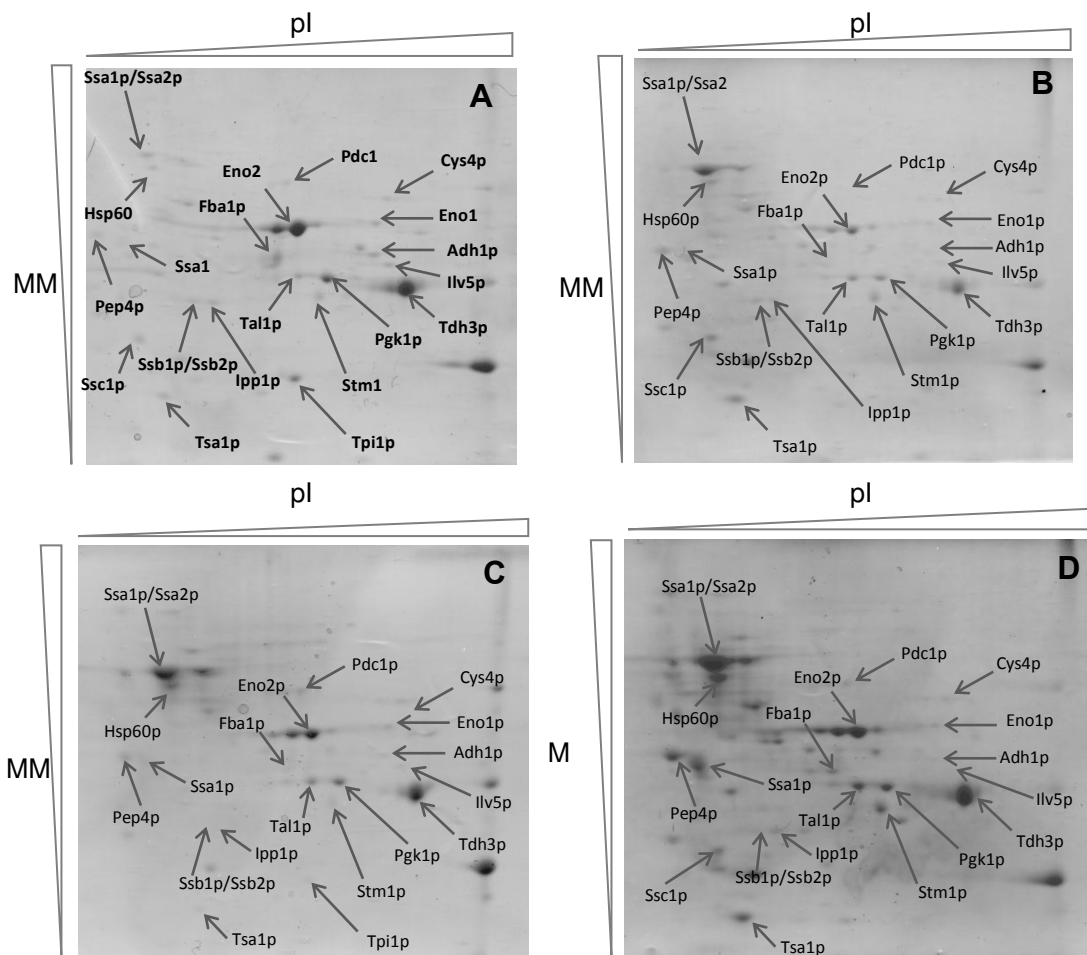 pI
pI
A
B
MM
MM
Ssa1p/Ssa2p
Pdc1
Cys4p
Eno2
Hsp60
Fba1p
Eno1
Adh1p
Ssa1
Ilv5p
Pep4p
Tal1p
Tdh3p
Pgk1p
Ssb1p/Ssb2p
Ssc1p
Ipp1p
Stm1
Tsa1p
Tpi1p
Ssa1p/Ssa2
Pdc1p
Cys4p
Eno2p
Hsp60p
Fba1p
Eno1p
Adh1p
Ssa1p
Ilv5p
Pep4p
Tal1p
Tdh3p
Pgk1p
Ssb1p/Ssb2p
Ssc1p
Stm1p
Ipp1p
Tsa1p
pI
pI
C
D
MM
M
Ssa1p/Ssa2p
Pdc1p
Cys4p
Eno2p
Hsp60p
Fba1p
Eno1p
Adh1p
Ssa1p
Ilv5p
Pep4p
Tal1p
Tdh3p
Ipp1p
Pgk1p
Ssb1p/Ssb2p
Stm1p
Tsa1p
Tpi1p
Ssa1p/Ssa2p
Pdc1p
Cys4p
Eno2p
Hsp60p
Fba1p
Eno1p
Adh1p
Ssa1p
Ilv5p
Pep4p
Tal1p
Tdh3p
Ipp1p
Pgk1p
Ssb1p/Ssb2p
Ssc1p
Stm1p
Tsa1p